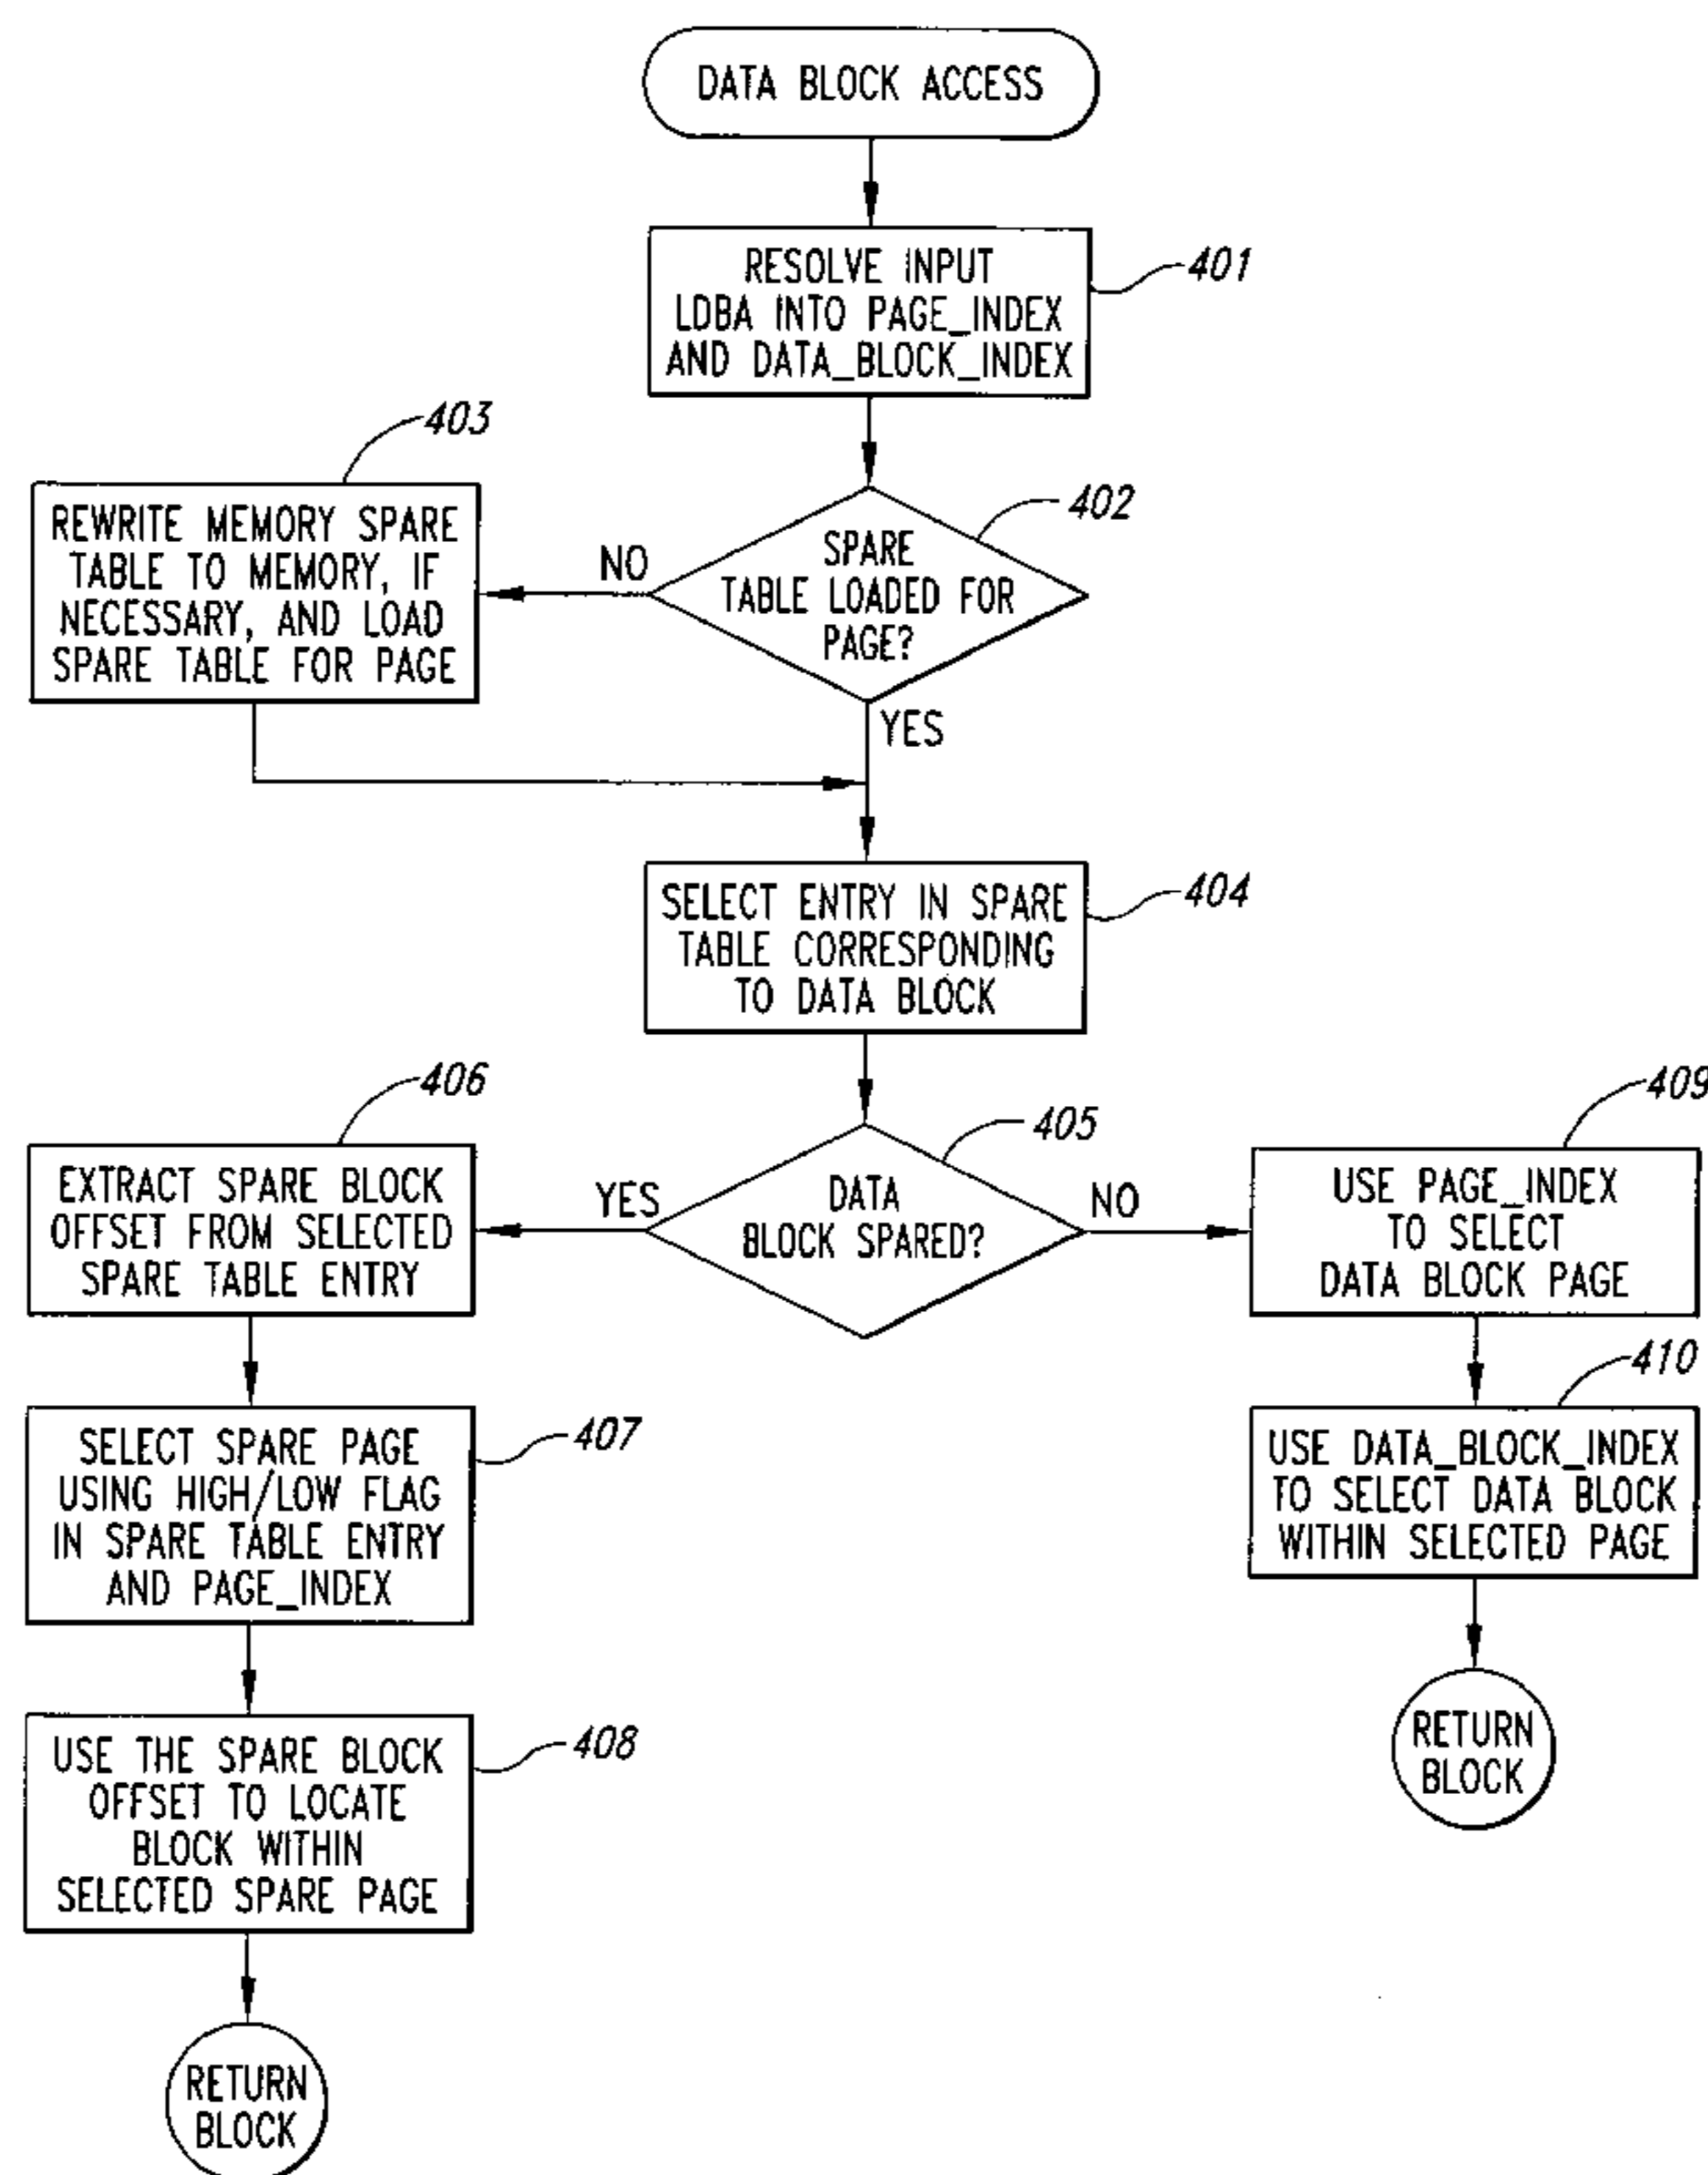 DATA BLOCK ACCESS
RESOLVE INPUT
LDBA INTO PAGE_INDEX
AND DATA_BLOCK_INDEX
401
403
REWRITE MEMORY SPARE
TABLE TO MEMORY, IF
NECESSARY, AND LOAD
SPARE TABLE FOR PAGE
NO
402
SPARE
TABLE LOADED FOR
PAGE?
YES
SELECT ENTRY IN SPARE
TABLE CORRESPONDING
TO DATA BLOCK
404
406
EXTRACT SPARE BLOCK
OFFSET FROM SELECTED
SPARE TABLE ENTRY
YES
405
DATA
BLOCK SPARED?
NO
409
USE PAGE_INDEX
TO SELECT
DATA BLOCK PAGE
SELECT SPARE PAGE
USING HIGH/LOW FLAG
IN SPARE TABLE ENTRY
AND PAGE_INDEX
407
410
USE DATA_BLOCK_INDEX
TO SELECT DATA BLOCK
WITHIN SELECTED PAGE
USE THE SPARE BLOCK
OFFSET TO LOCATE
BLOCK WITHIN
SELECTED SPARE PAGE
408
RETURN
BLOCK
RETURN
BLOCK